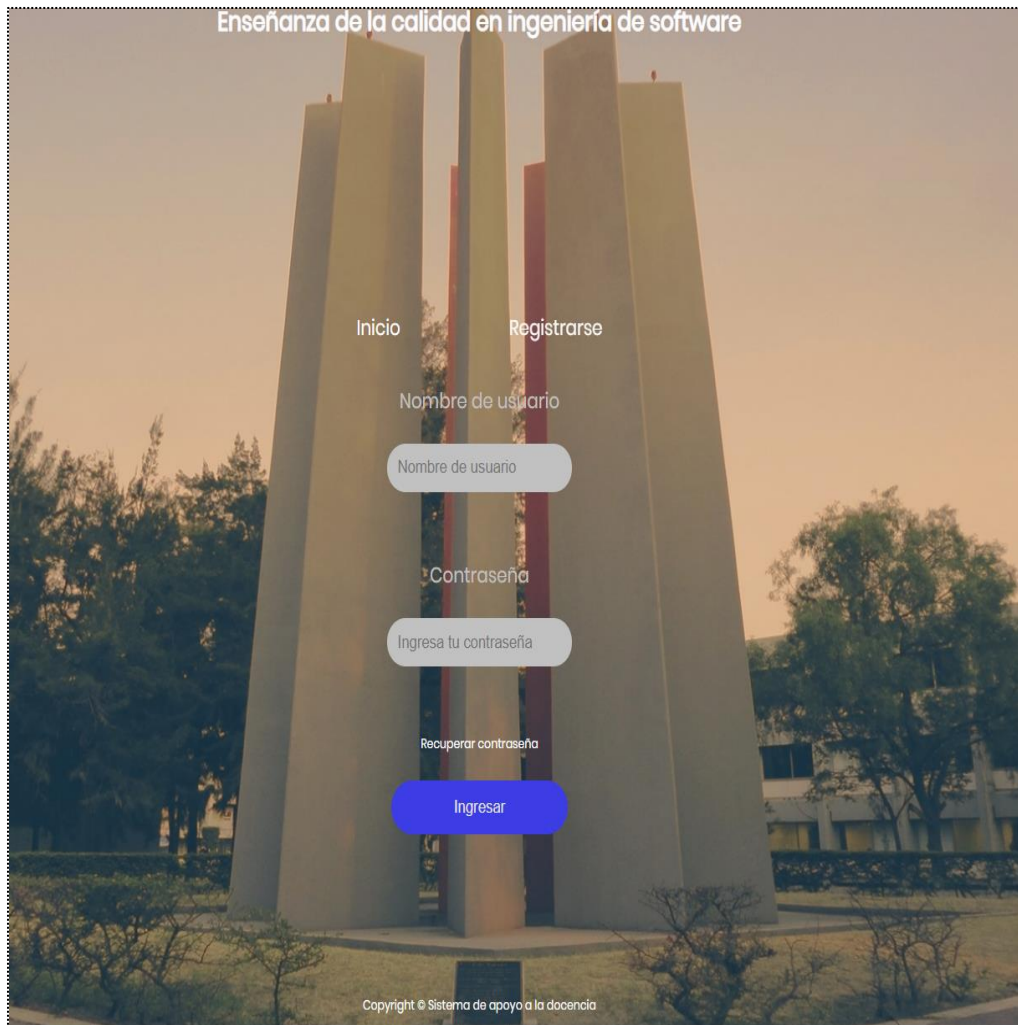 Enseñanza de la calidad en ingeniería de software
Inicio Registrarse
Nombre de usuario
Nombre de usuario
Contraseña
Ingresa tu contraseña
Recuperar contraseña
Ingresar
Copyright © Sistema de apoyo a la docencia